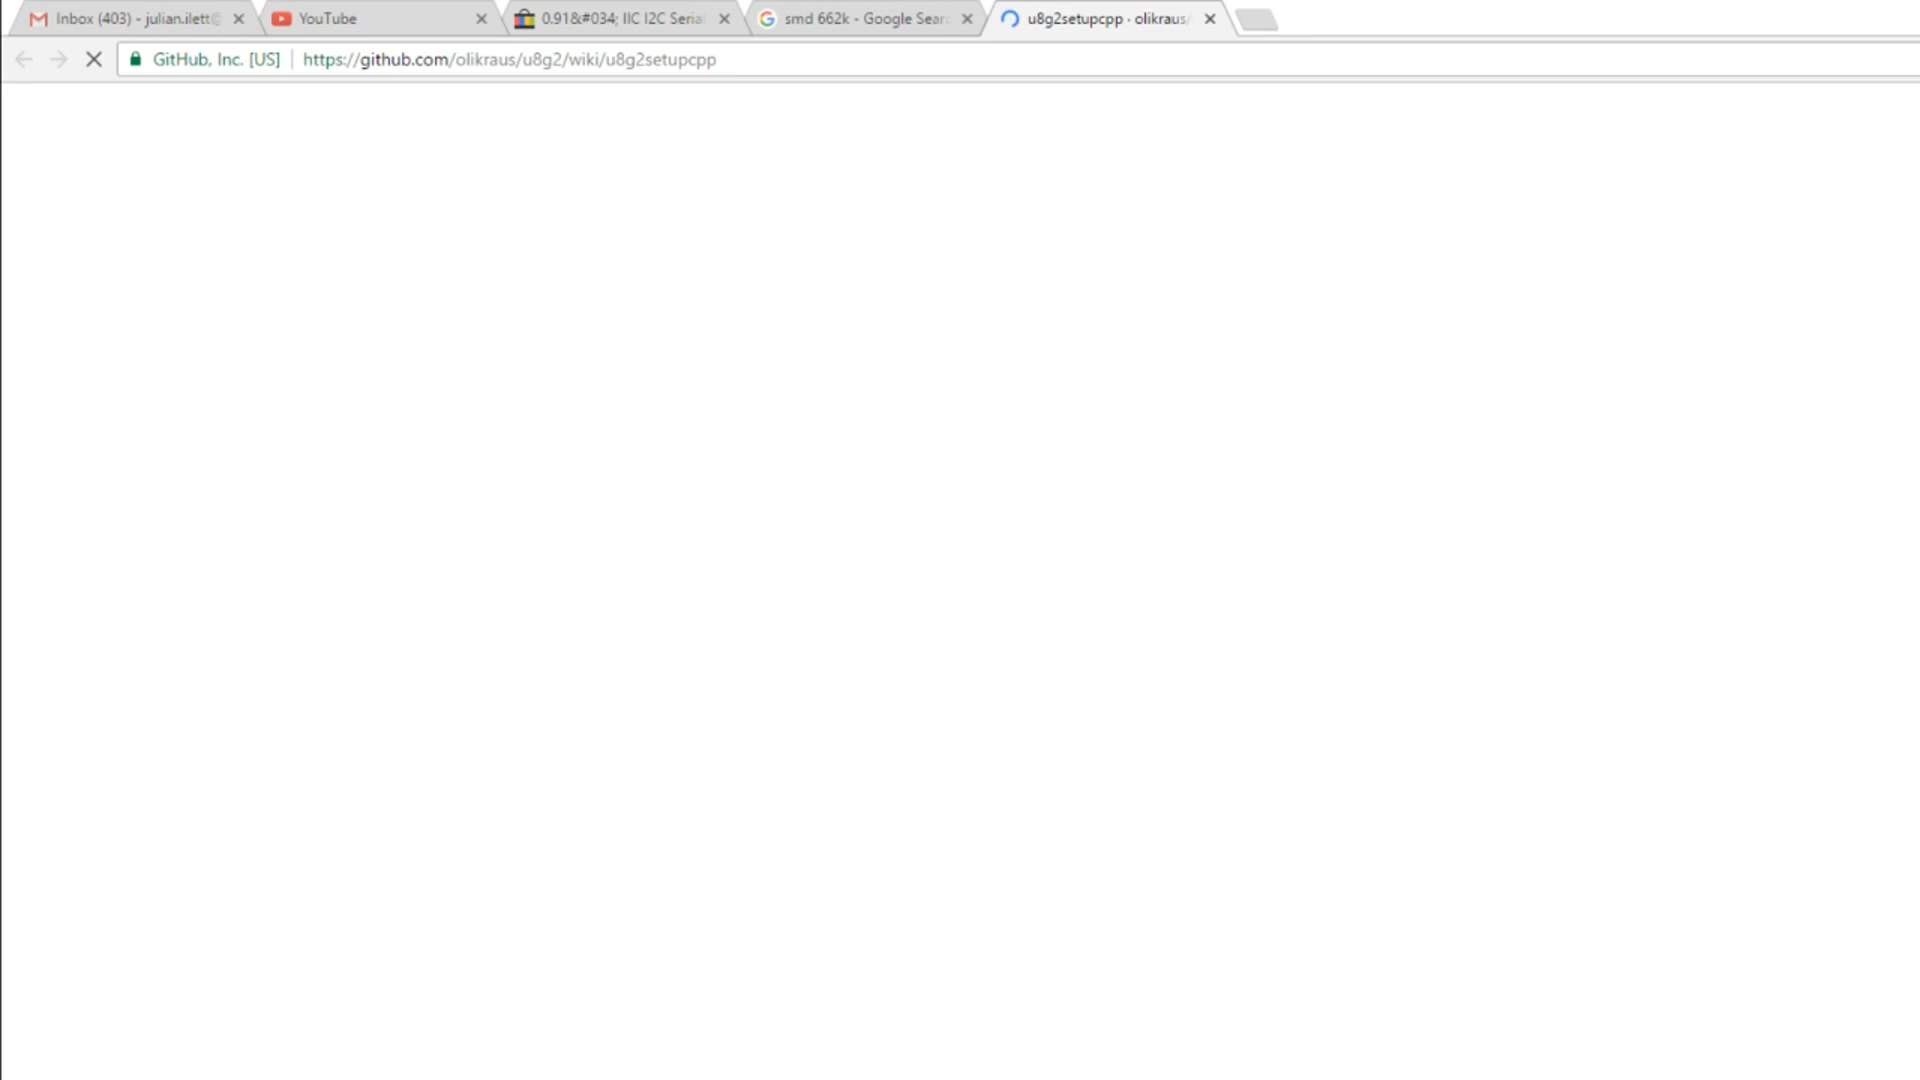 Inbox (403) - julian.ilett@
YouTube
0.91&#034; IIC I2C Serial
smd 662k - Google Sear
u8g2setupcpp · olikraus/
GitHub, Inc. [US]
https://github.com/olikraus/u8g2/wiki/u8g2setupcpp